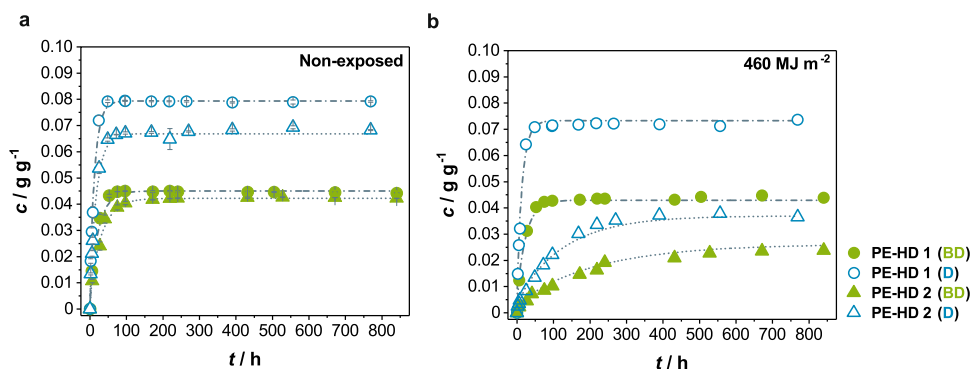 a
b
Non-exposed
460 MJ m⁻²
c / g g⁻¹
0.10
0.09
0.08
0.07
0.06
0.05
0.04
0.03
0.02
0.01
0
0 100 200 300 400 500 600 700 800
t / h
c / g g⁻¹
0.10
0.09
0.08
0.07
0.06
0.05
0.04
0.03
0.02
0.01
0.00
0 100 200 300 400 500 600 700 800
t / h
PE-HD 1 (BD)
PE-HD 1 (D)
PE-HD 2 (BD)
PE-HD 2 (D)